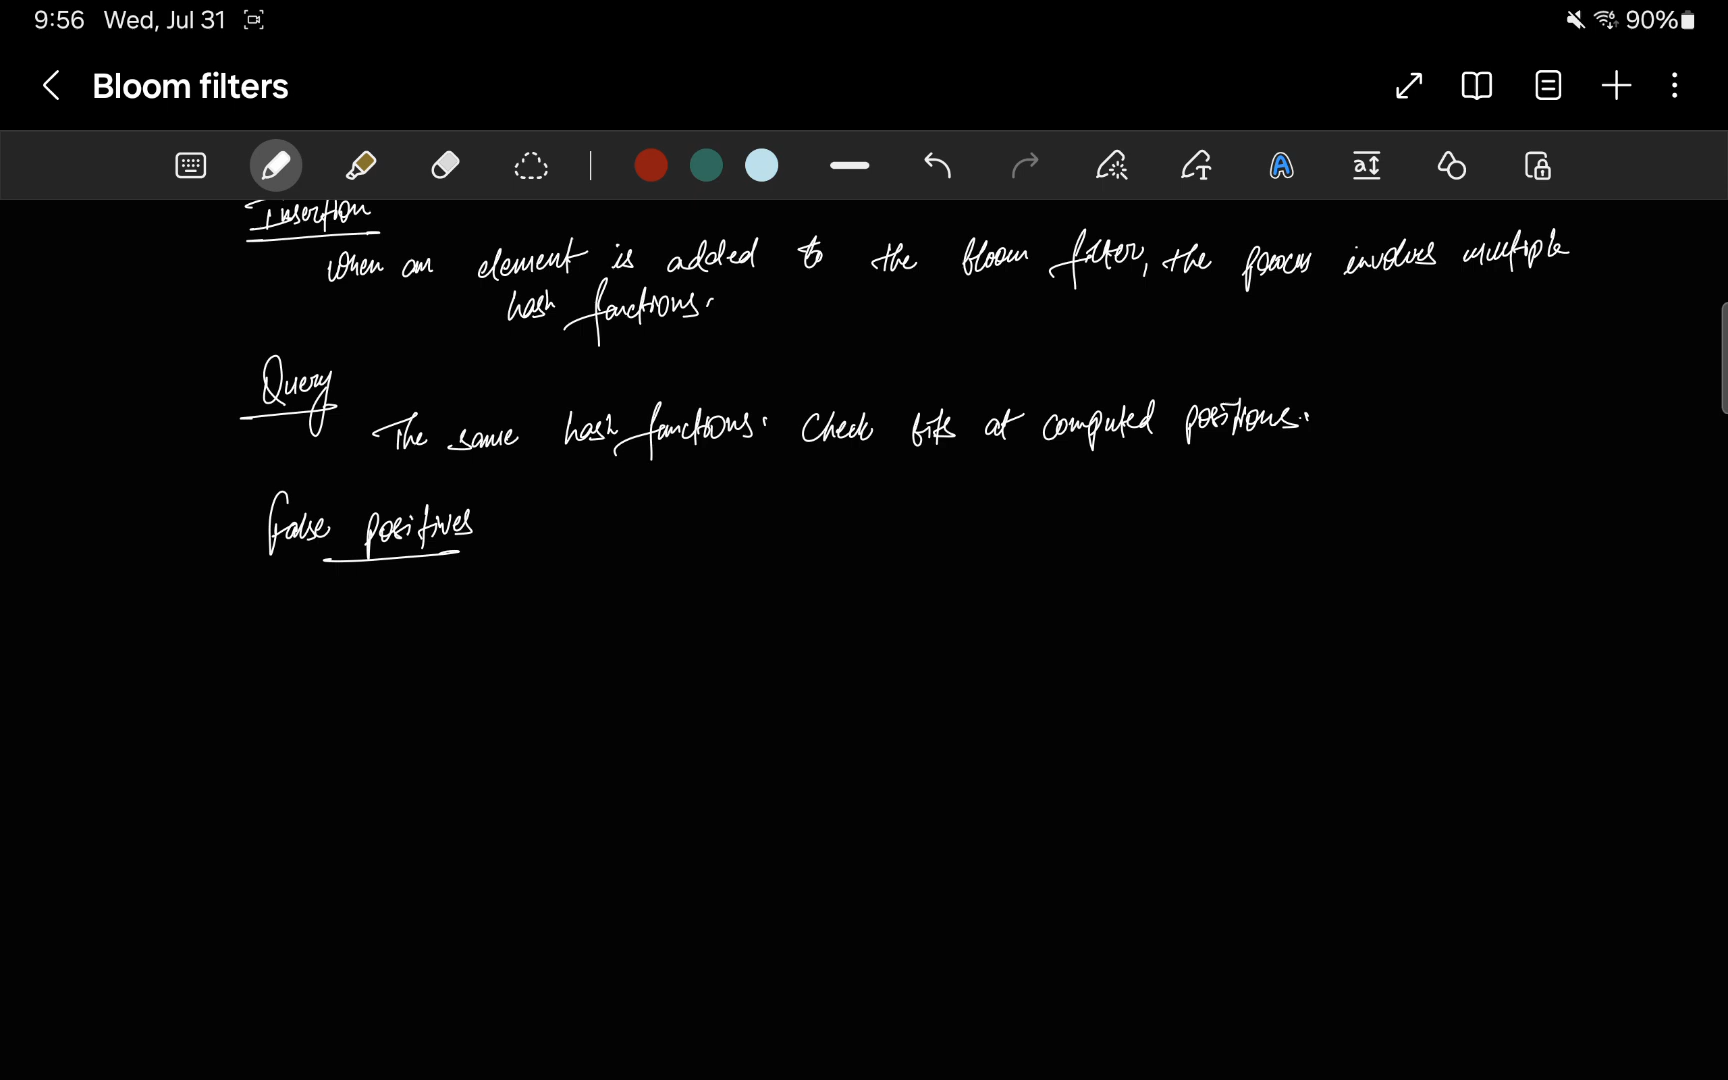 9:56 Wed, Jul 31 90%
Bloom filters
Insertion
When an element is added to the bloom filter, the process involves multiple
hash functions.
Query
The same hash functions. Check bits at computed positions.
False positives